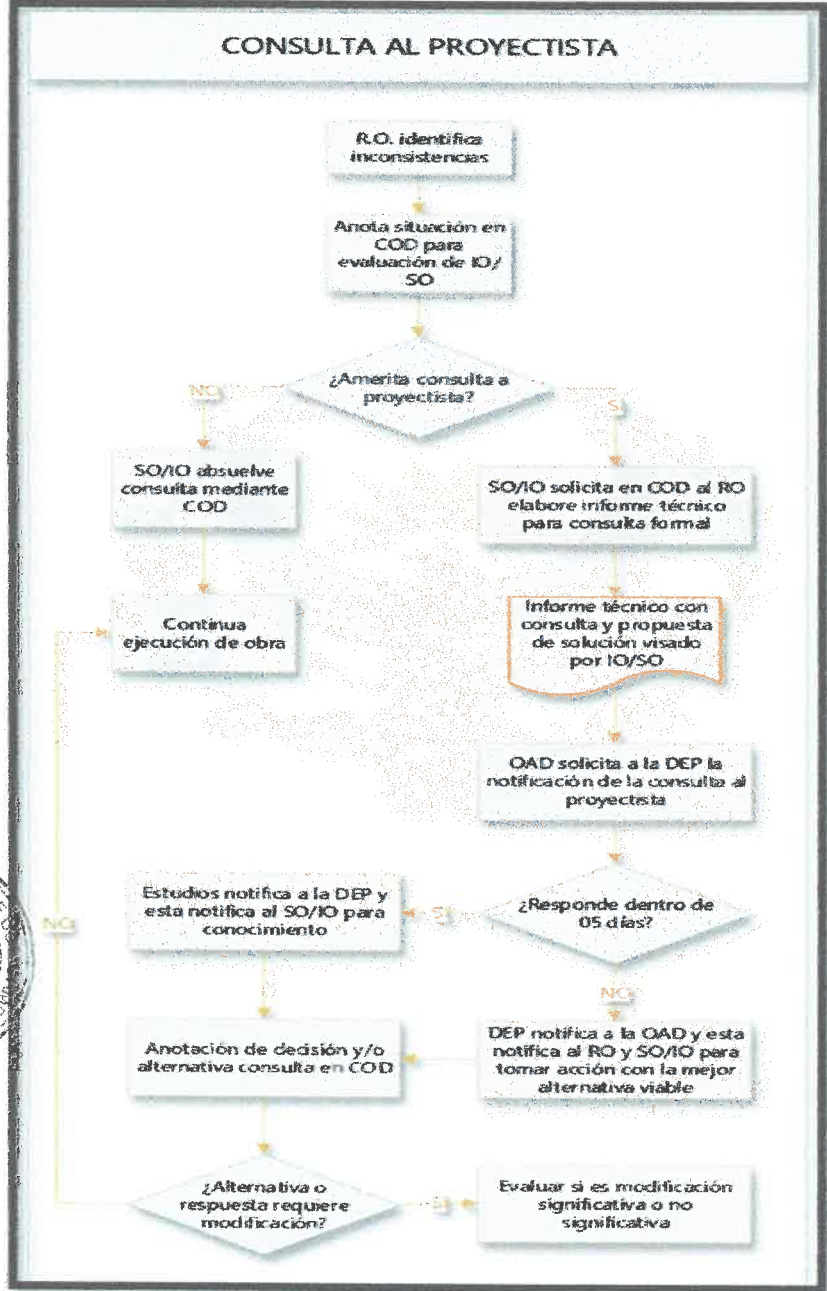 CONSULTA AL PROYECTISTA
R.O. identifica
inconsistencias
Anota situación en
COD para
evaluación de IO/
SO
¿Amerita consulta a
proyectista?
NO
SI
SO/IO absuelve
consulta mediante
COD
SO/IO solicita en COD al RO
elabore informe técnico
para consulta formal
Continua
ejecución de obra
Informe técnico con
consulta y propuesta
de solución visado
por IO/SO
OAD solicita a la DEP la
notificación de la consulta al
proyectista
¿Responde dentro de
05 días?
SI
Estudios notifica a la DEP y
esta notifica al SO/IO para
conocimiento
NO
NO
DEP notifica a la OAD y esta
notifica al RO y SO/IO para
tomar acción con la mejor
alternativa viable
Anotación de decisión y/o
alternativa consulta en COD
¿Alternativa o
respuesta requiere
modificación?
SI
Evaluar si es modificación
significativa o no
significativa